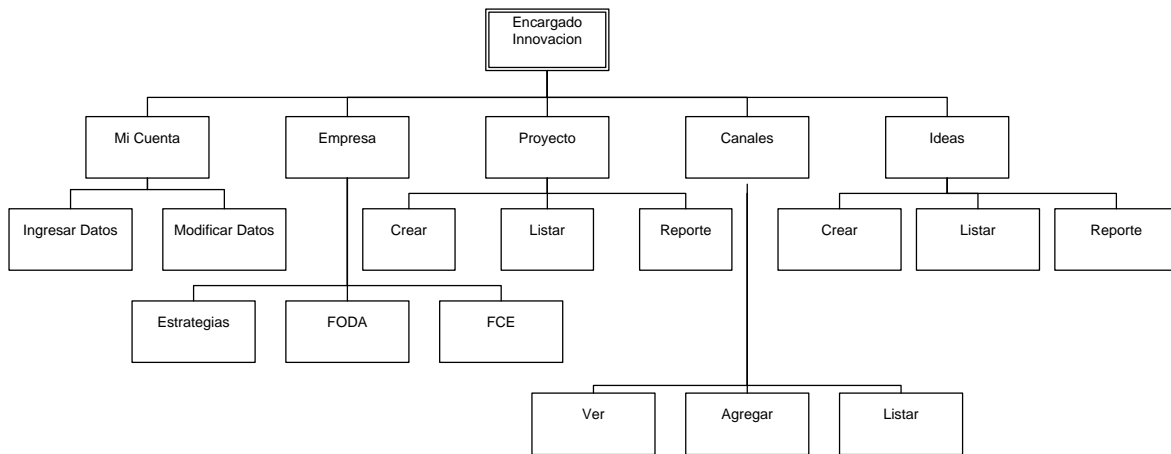 Encargado
Innovacion
Mi Cuenta
Empresa
Proyecto
Canales
Ideas
Ingresar Datos
Modificar Datos
Crear
Listar
Reporte
Crear
Listar
Reporte
Estrategias
FODA
FCE
Ver
Agregar
Listar